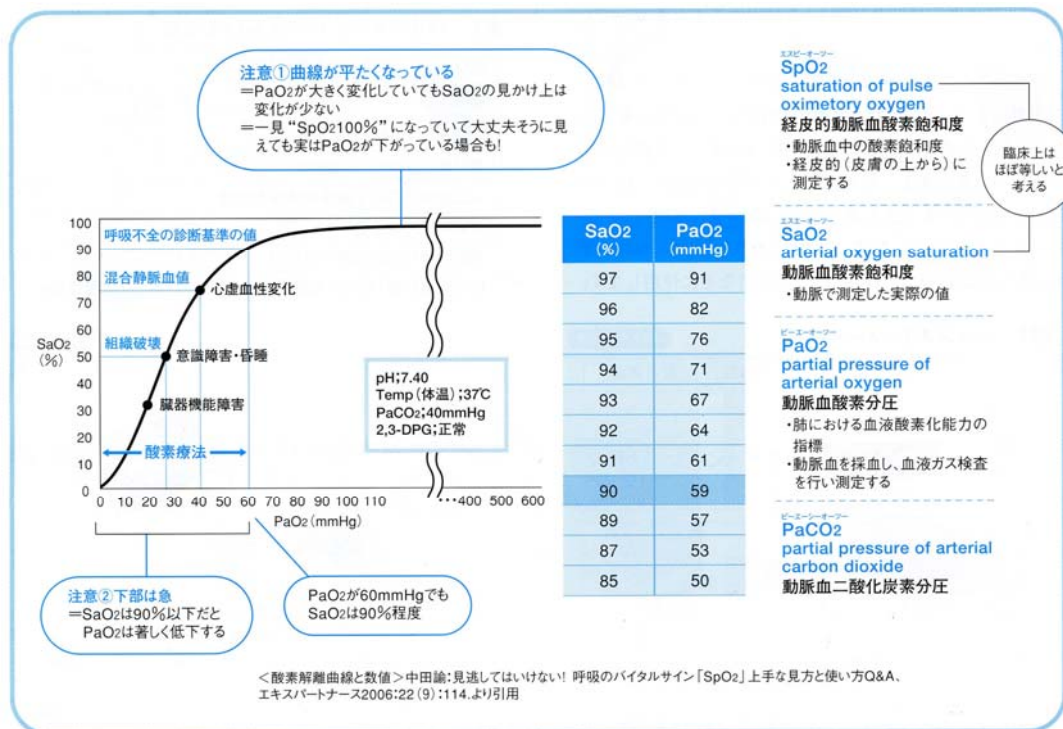 注意①曲線が平たくなっている
=PaO2が大きく変化していてもSaO2の見かけ上は
変化が少ない
=一見“SpO2100%”になっていて大丈夫そうに見
えても実はPaO2が下がっている場合も!
100
90
80
70
60
50
40
30
20
10
0
SaO2
(%)
呼吸不全の診断基準の値
混合静脈血値
心虚血性変化
組織破壊
意識障害・昏睡
臓器機能障害
酸素療法
pH;7.40
Temp(体温);37℃
PaCO2;40mmHg
2,3-DPG;正常
0 20 30 40 60 70 80 90 100 110 ····400 500 600
PaO2(mmHg)
注意②下部は急
=SaO2は90%以下だと
PaO2は著しく低下する
PaO2が60mmHgでも
SaO2は90%程度
SaO2 PaO2
(%) (mmHg)
97 91
96 82
95 76
94 71
93 67
92 64
91 61
90 59
89 57
87 53
85 50
エスピーオーツー
SpO2
saturation of pulse
oximetory oxygen
経皮的動脈血酸素飽和度
・動脈血中の酸素飽和度
・経皮的(皮膚の上から)に
測定する
臨床上は
ほぼ等しいと
考える
エスエーオーツー
SaO2
arterial oxygen saturation
動脈血酸素飽和度
・動脈で測定した実際の値
ピーエーオーツー
PaO2
partial pressure of
arterial oxygen
動脈血酸素分圧
・肺における血液酸素化能力の
指標
・動脈血を採血し、血液ガス検査
を行い測定する
ピーエーシーオーツー
PaCO2
partial pressure of arterial
carbon dioxide
動脈血二酸化炭素分圧
<酸素解離曲線と数値>中田諭:見逃してはいけない! 呼吸のバイタルサイン「SpO2」上手な見方と使い方Q&A、
エキスパートナース2006:22(9):114.より引用